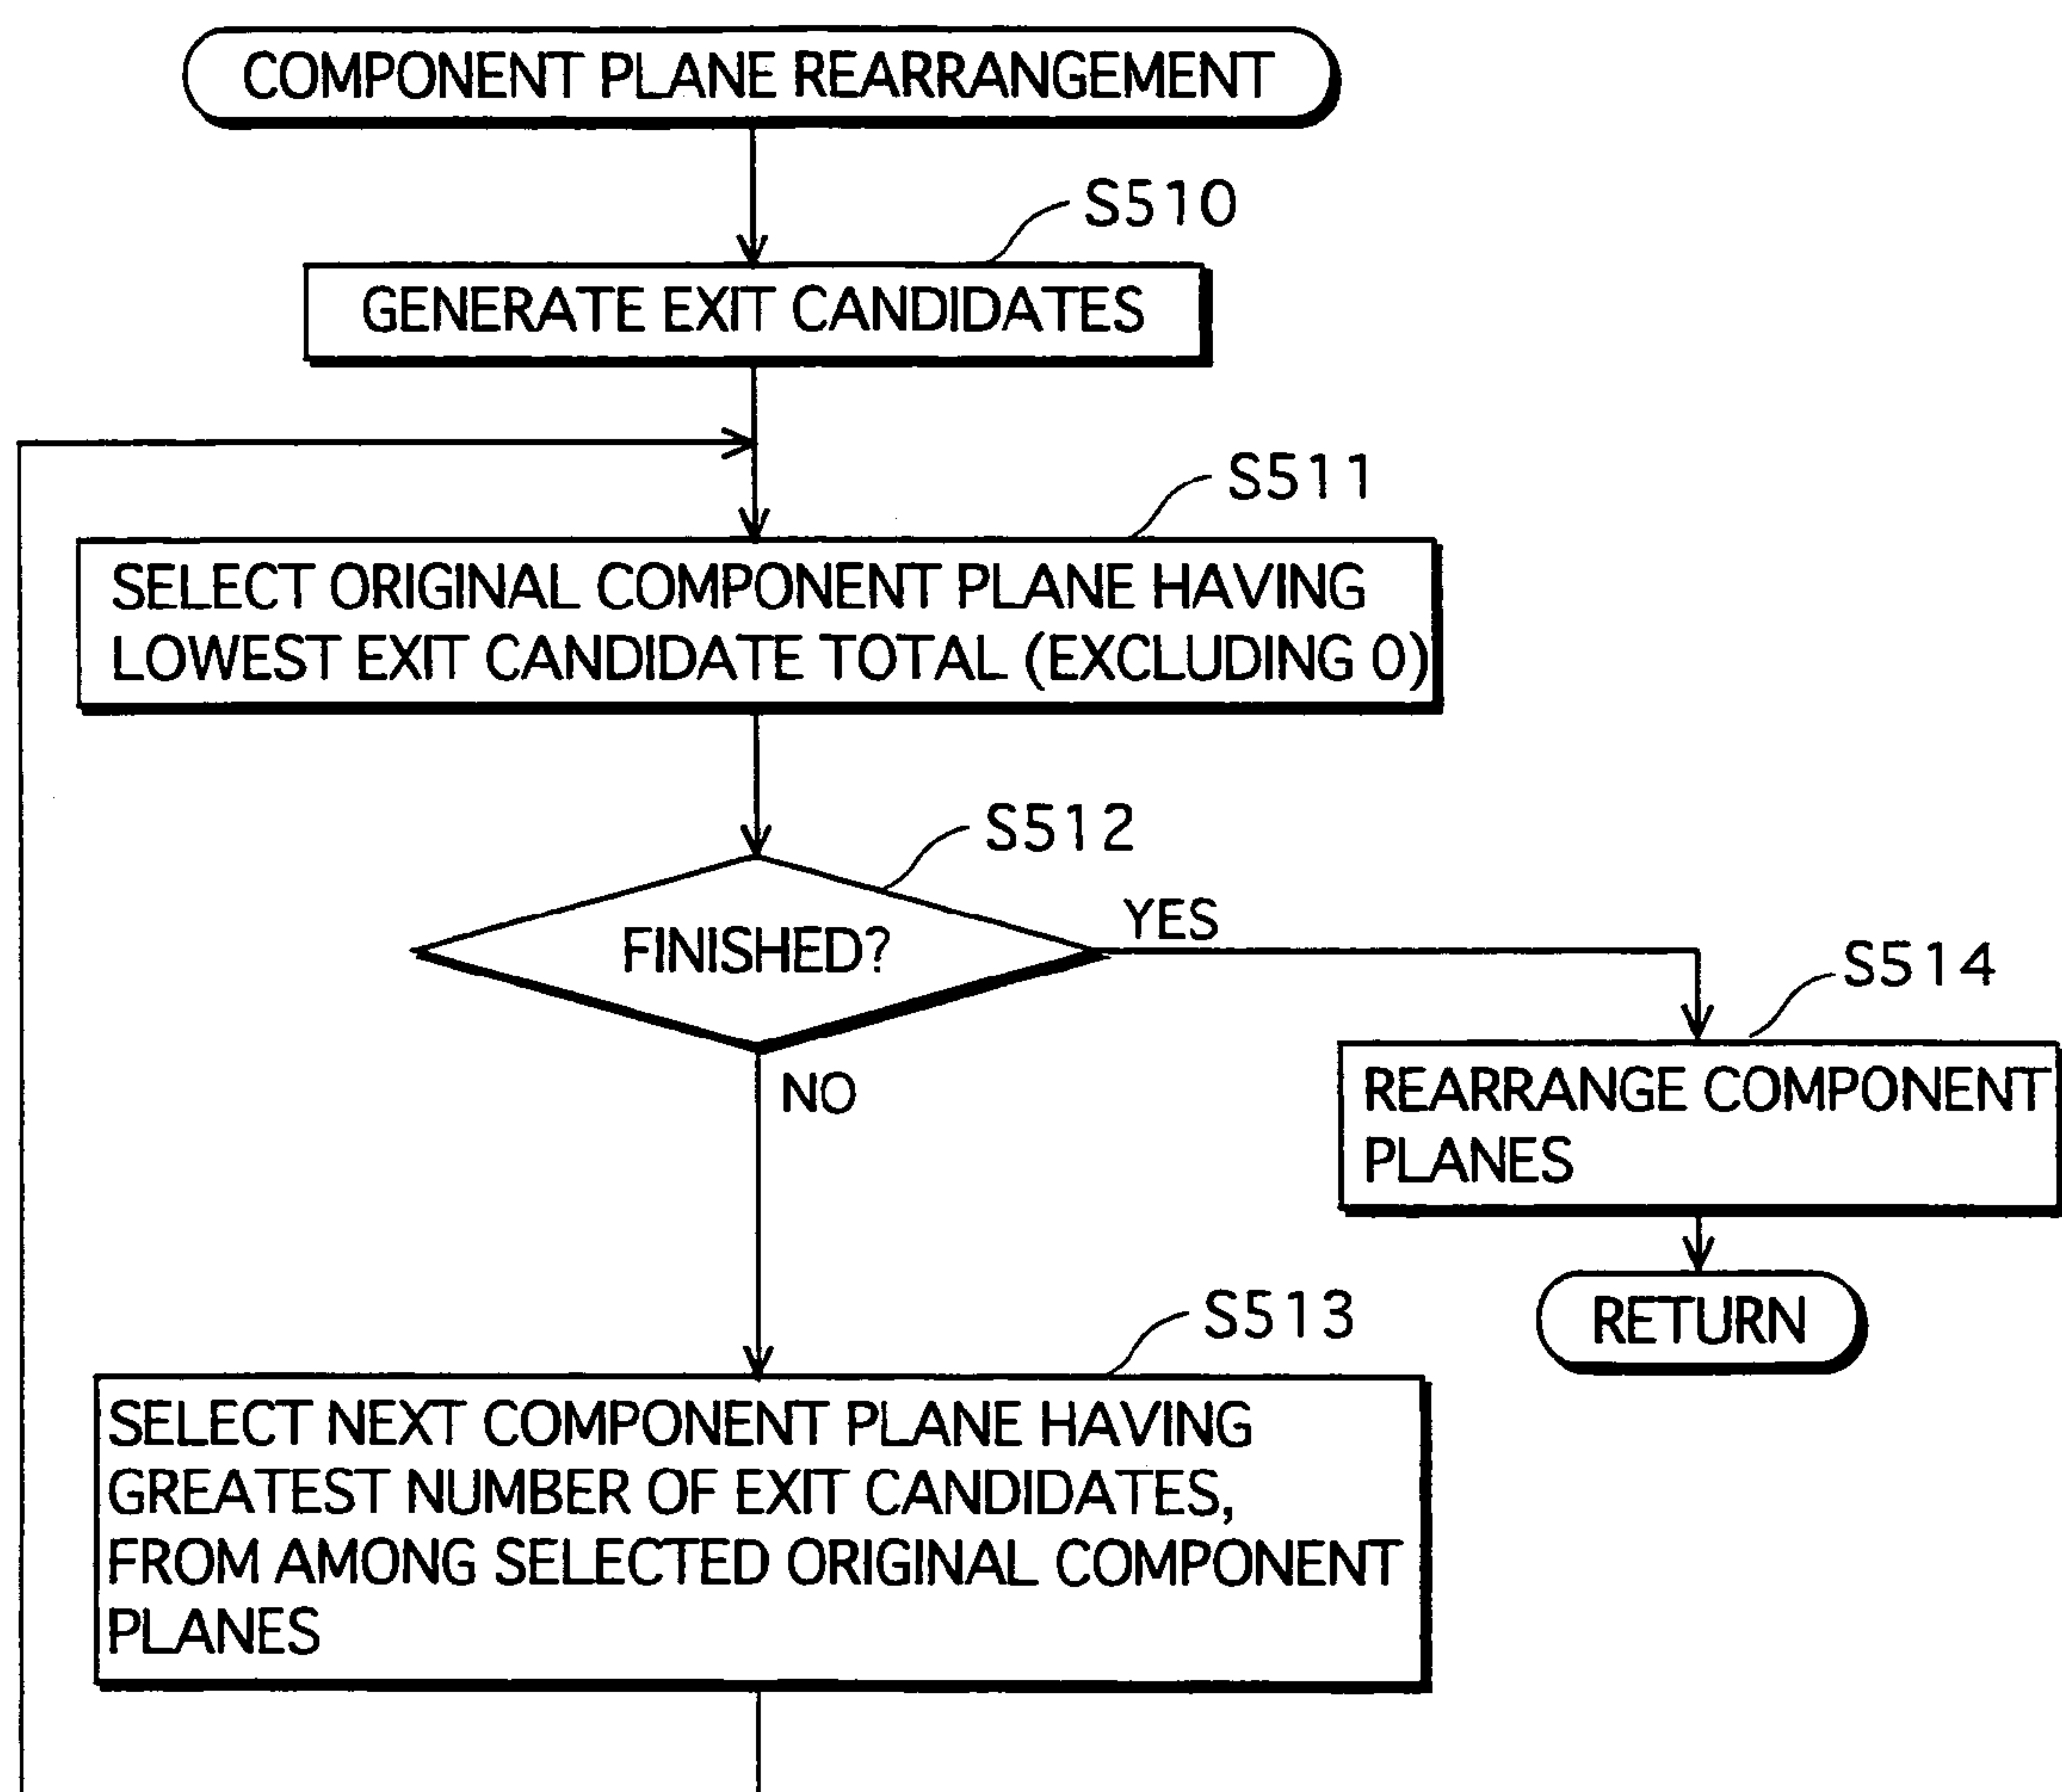 COMPONENT PLANE REARRANGEMENT
S510
GENERATE EXIT CANDIDATES
S511
SELECT ORIGINAL COMPONENT PLANE HAVING
LOWEST EXIT CANDIDATE TOTAL (EXCLUDING 0)
S512
FINISHED?
YES
NO
S514
REARRANGE COMPONENT
PLANES
RETURN
S513
SELECT NEXT COMPONENT PLANE HAVING
GREATEST NUMBER OF EXIT CANDIDATES,
FROM AMONG SELECTED ORIGINAL COMPONENT
PLANES